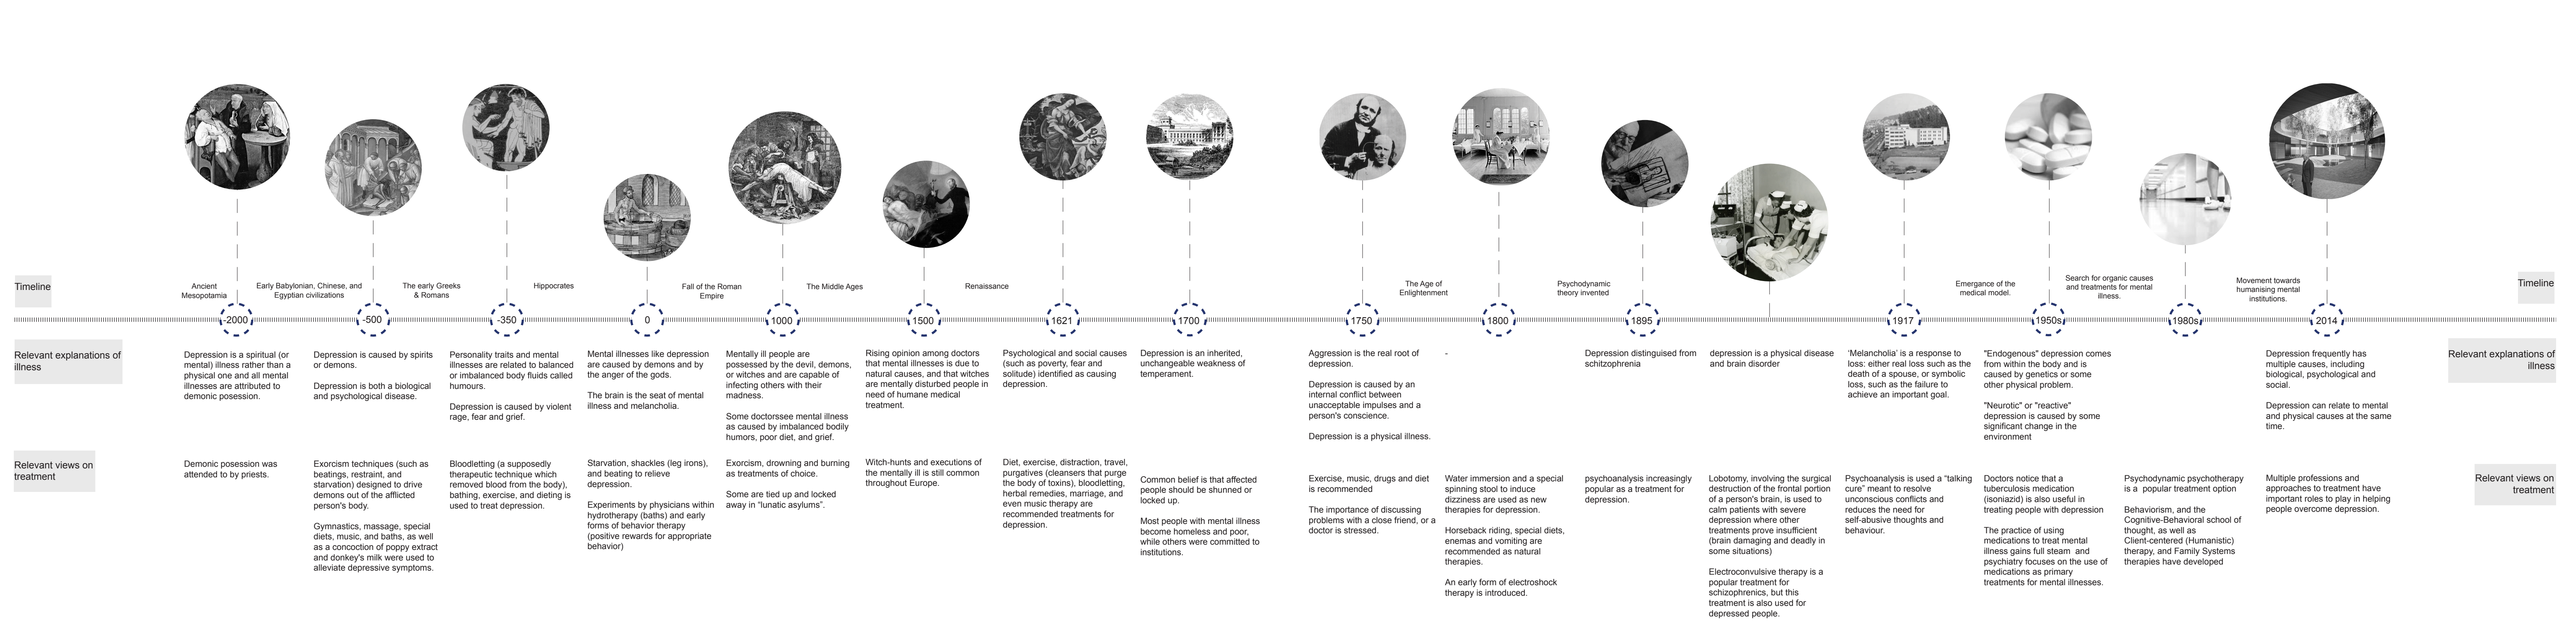 Timeline
Ancient
Mesopotamia
Early Babylonian, Chinese, and
Egyptian civilizations
The early Greeks
& Romans
Hippocrates
Fall of the Roman
Empire
The Middle Ages
Renaissance
The Age of
Enlightenment
Psychodynamic
theory invented
Emergance of the
medical model.
Search for organic causes
and treatments for mental
illness.
Movement towards
humanising mental
institutions.
Timeline
-2000
-500
-350
0
1000
1500
1621
1700
1750
1800
1895
1917
1950s
1980s
2014
Relevant explanations of
illness
Depression is a spiritual (or
mental) illness rather than a
physical one and all mental
illnesses are attributed to
demonic posession.
Depression is caused by spirits
or demons.
Depression is both a biological
and psychological disease.
Personality traits and mental
illnesses are related to balanced
or imbalanced body fluids called
humours.
Depression is caused by violent
rage, fear and grief.
Mental illnesses like depression
are caused by demons and by
the anger of the gods.
The brain is the seat of mental
illness and melancholia.
Mentally ill people are
possessed by the devil, demons,
or witches and are capable of
infecting others with their
madness.
Some doctorssee mental illness
as caused by imbalanced bodily
humors, poor diet, and grief.
Rising opinion among doctors
that mental illnesses is due to
natural causes, and that witches
are mentally disturbed people in
need of humane medical
treatment.
Psychological and social causes
(such as poverty, fear and
solitude) identified as causing
depression.
Depression is an inherited,
unchangeable weakness of
temperament.
Aggression is the real root of
depression.
Depression is caused by an
internal conflict between
unacceptable impulses and a
person's conscience.
Depression is a physical illness.
-
Depression distinguised from
schitzophrenia
depression is a physical disease
and brain disorder
‘Melancholia’ is a response to
loss: either real loss such as the
death of a spouse, or symbolic
loss, such as the failure to
achieve an important goal.
"Endogenous" depression comes
from within the body and is
caused by genetics or some
other physical problem.
"Neurotic" or "reactive"
depression is caused by some
significant change in the
environment
Depression frequently has
multiple causes, including
biological, psychological and
social.
Depression can relate to mental
and physical causes at the same
time.
Relevant explanations of
illness
Relevant views on
treatment
Demonic posession was
attended to by priests.
Exorcism techniques (such as
beatings, restraint, and
starvation) designed to drive
demons out of the afflicted
person's body.
Gymnastics, massage, special
diets, music, and baths, as well
as a concoction of poppy extract
and donkey's milk were used to
alleviate depressive symptoms.
Bloodletting (a supposedly
therapeutic technique which
removed blood from the body),
bathing, exercise, and dieting is
used to treat depression.
Starvation, shackles (leg irons),
and beating to relieve
depression.
Experiments by physicians within
hydrotherapy (baths) and early
forms of behavior therapy
(positive rewards for appropriate
behavior)
Exorcism, drowning and burning
as treatments of choice.
Some are tied up and locked
away in “lunatic asylums”.
Witch-hunts and executions of
the mentally ill is still common
throughout Europe.
Diet, exercise, distraction, travel,
purgatives (cleansers that purge
the body of toxins), bloodletting,
herbal remedies, marriage, and
even music therapy are
recommended treatments for
depression.
Common belief is that affected
people should be shunned or
locked up.
Most people with mental illness
become homeless and poor,
while others were committed to
institutions.
Exercise, music, drugs and diet
is recommended
The importance of discussing
problems with a close friend, or a
doctor is stressed.
Water immersion and a special
spinning stool to induce
dizziness are used as new
therapies for depression.
Horseback riding, special diets,
enemas and vomiting are
recommended as natural
therapies.
An early form of electroshock
therapy is introduced.
psychoanalysis increasingly
popular as a treatment for
depression.
Lobotomy, involving the surgical
destruction of the frontal portion
of a person's brain, is used to
calm patients with severe
depression where other
treatments prove insufficient
(brain damaging and deadly in
some situations)
Electroconvulsive therapy is a
popular treatment for
schizophrenics, but this
treatment is also used for
depressed people.
Psychoanalysis is used a “talking
cure” meant to resolve
unconscious conflicts and
reduces the need for
self-abusive thoughts and
behaviour.
Doctors notice that a
tuberculosis medication
(isoniazid) is also useful in
treating people with depression
The practice of using
medications to treat mental
illness gains full steam and
psychiatry focuses on the use of
medications as primary
treatments for mental illnesses.
Psychodynamic psychotherapy
is a popular treatment option
Behaviorism, and the
Cognitive-Behavioral school of
thought, as well as
Client-centered (Humanistic)
therapy, and Family Systems
therapies have developed
Multiple professions and
approaches to treatment have
important roles to play in helping
people overcome depression.
Relevant views on
treatment